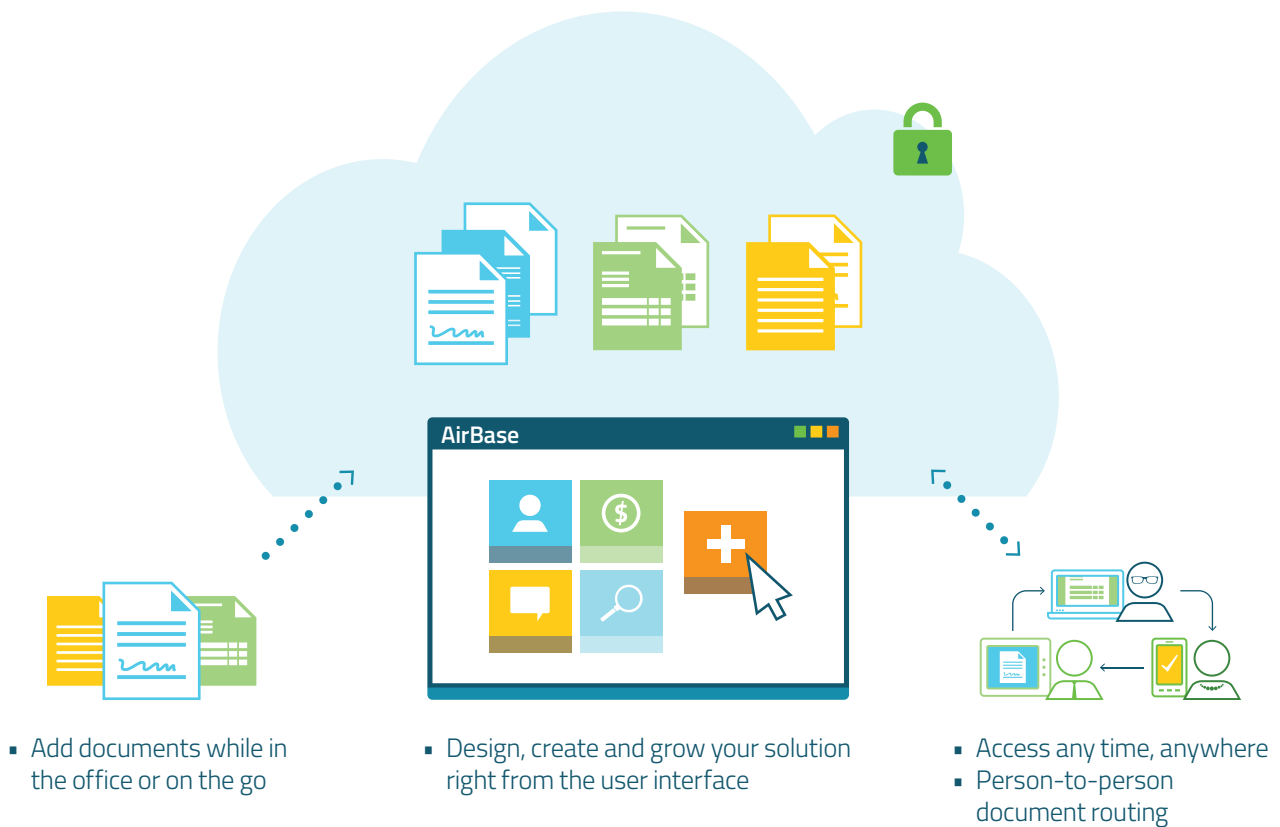 AirBase
$
▪ Add documents while in
the office or on the go
▪ Design, create and grow your solution
right from the user interface
▪ Access any time, anywhere
▪ Person-to-person
document routing